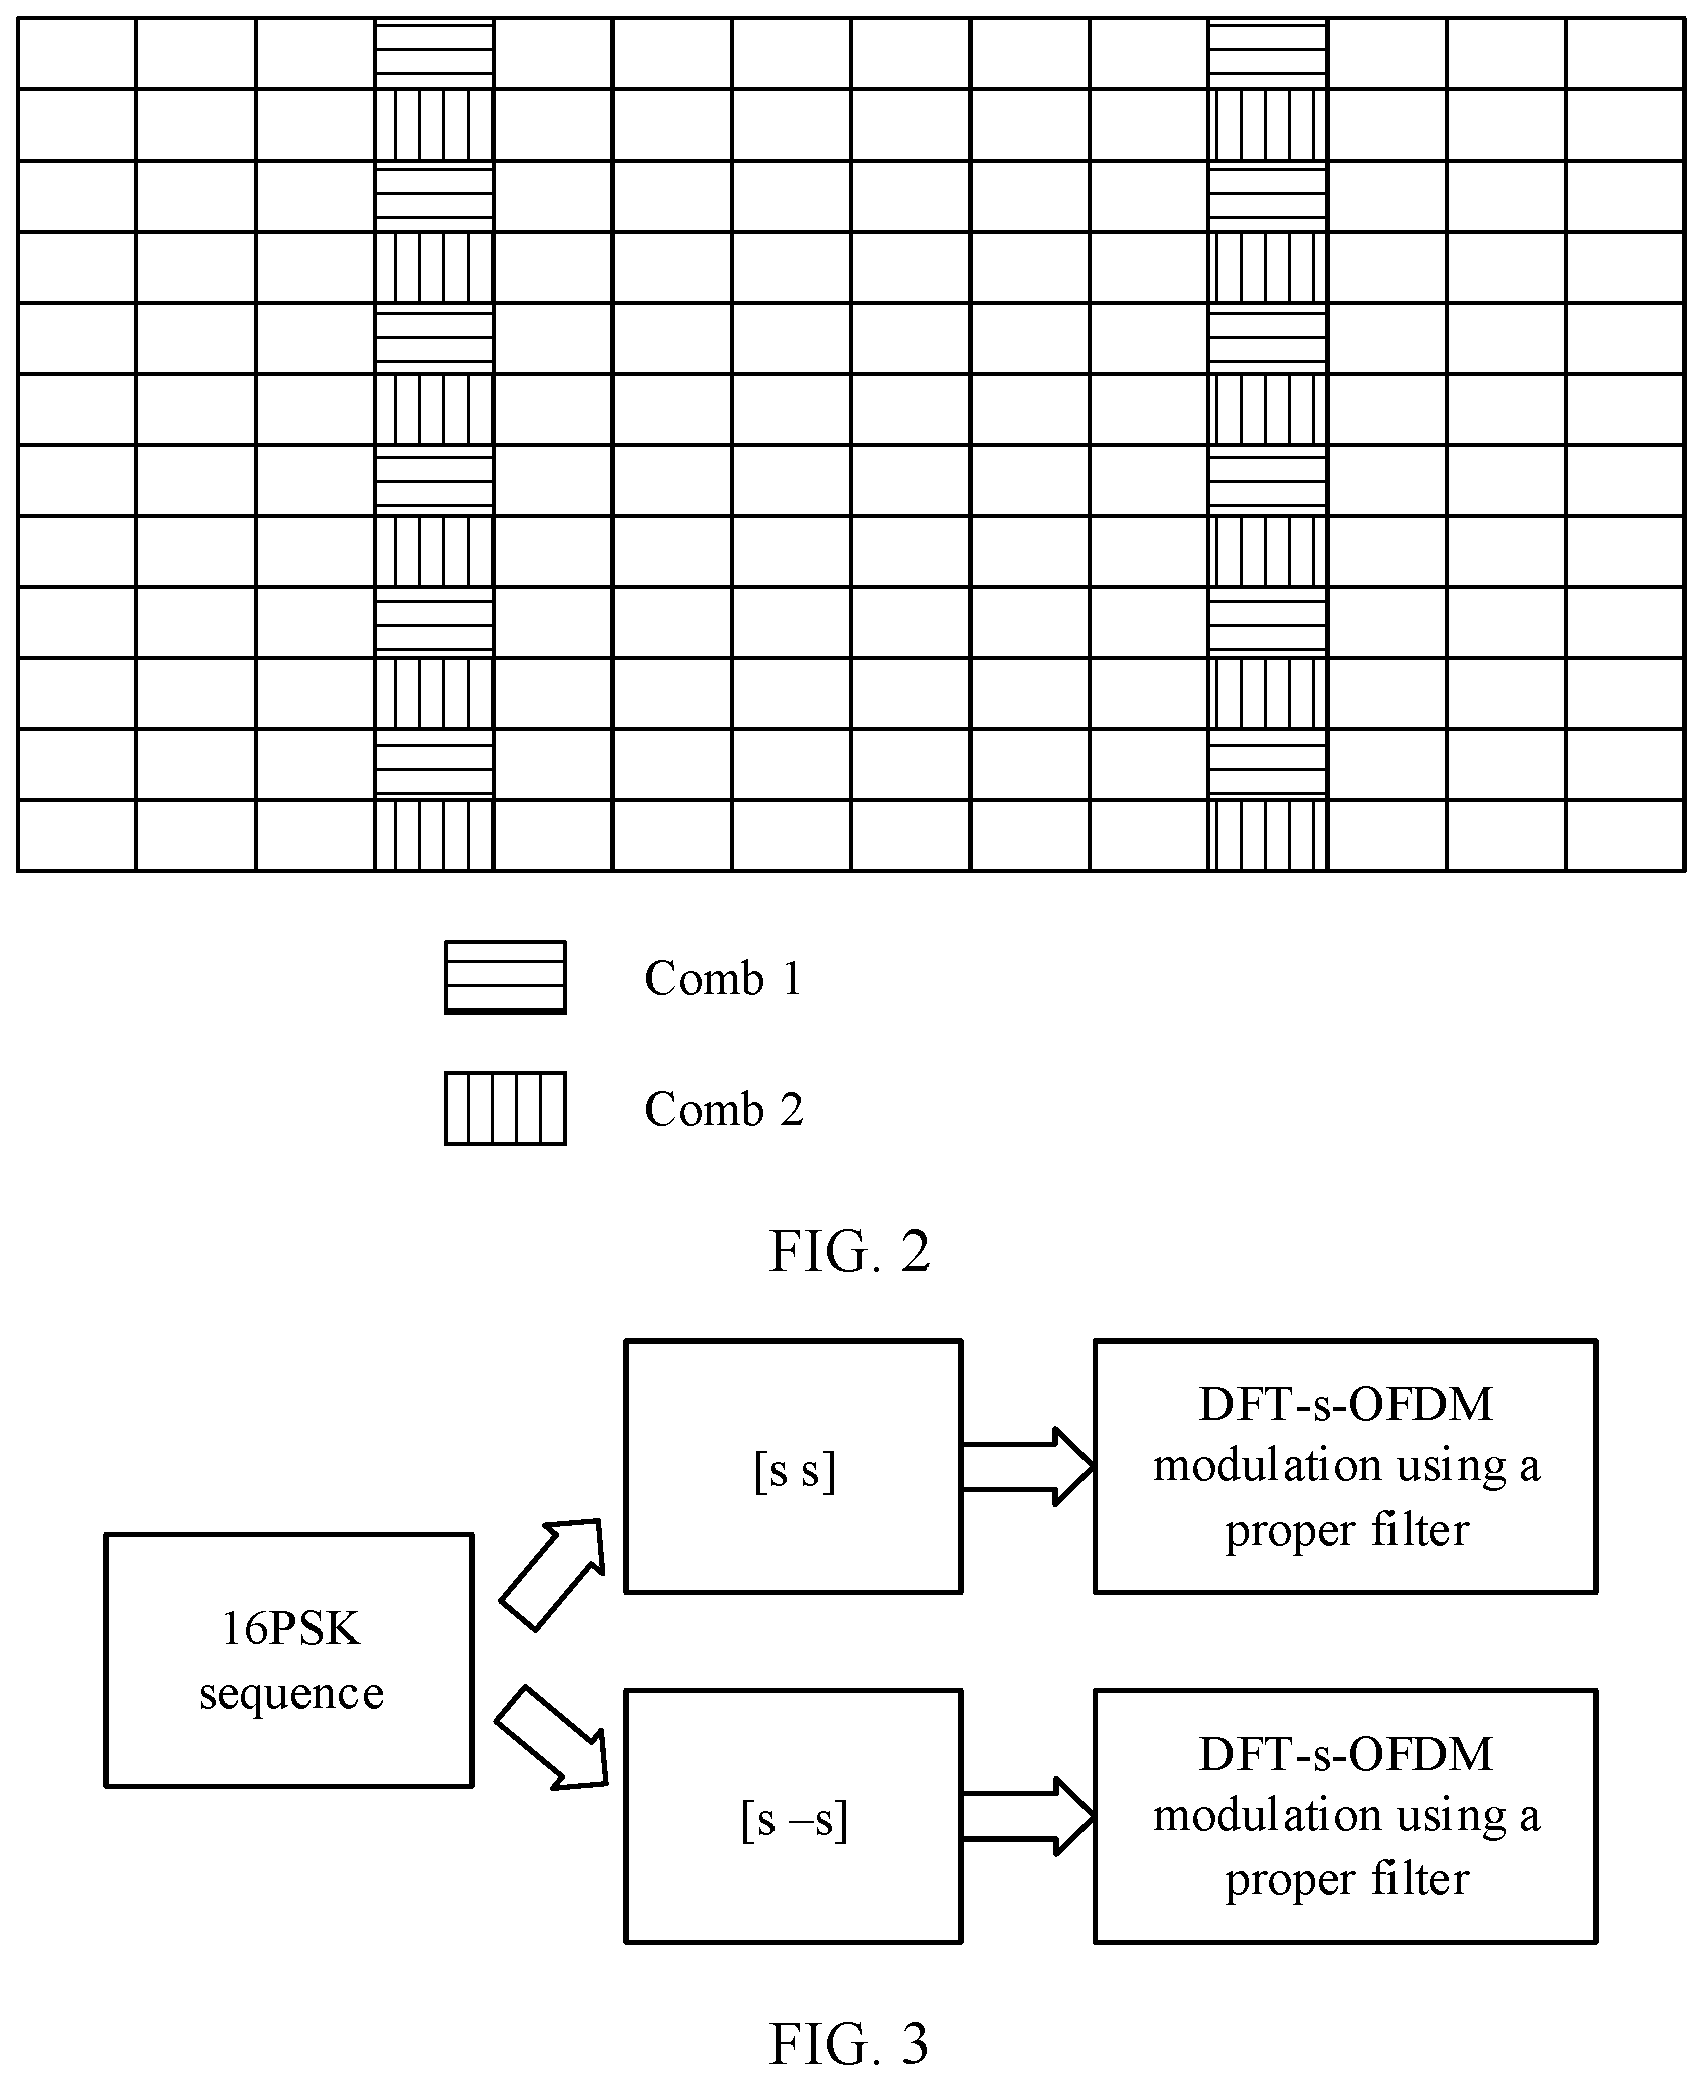 Comb 1
Comb 2
FIG. 2
16PSK
sequence
[s s]
DFT-s-OFDM
modulation using a
proper filter
[s –s]
DFT-s-OFDM
modulation using a
proper filter
FIG. 3